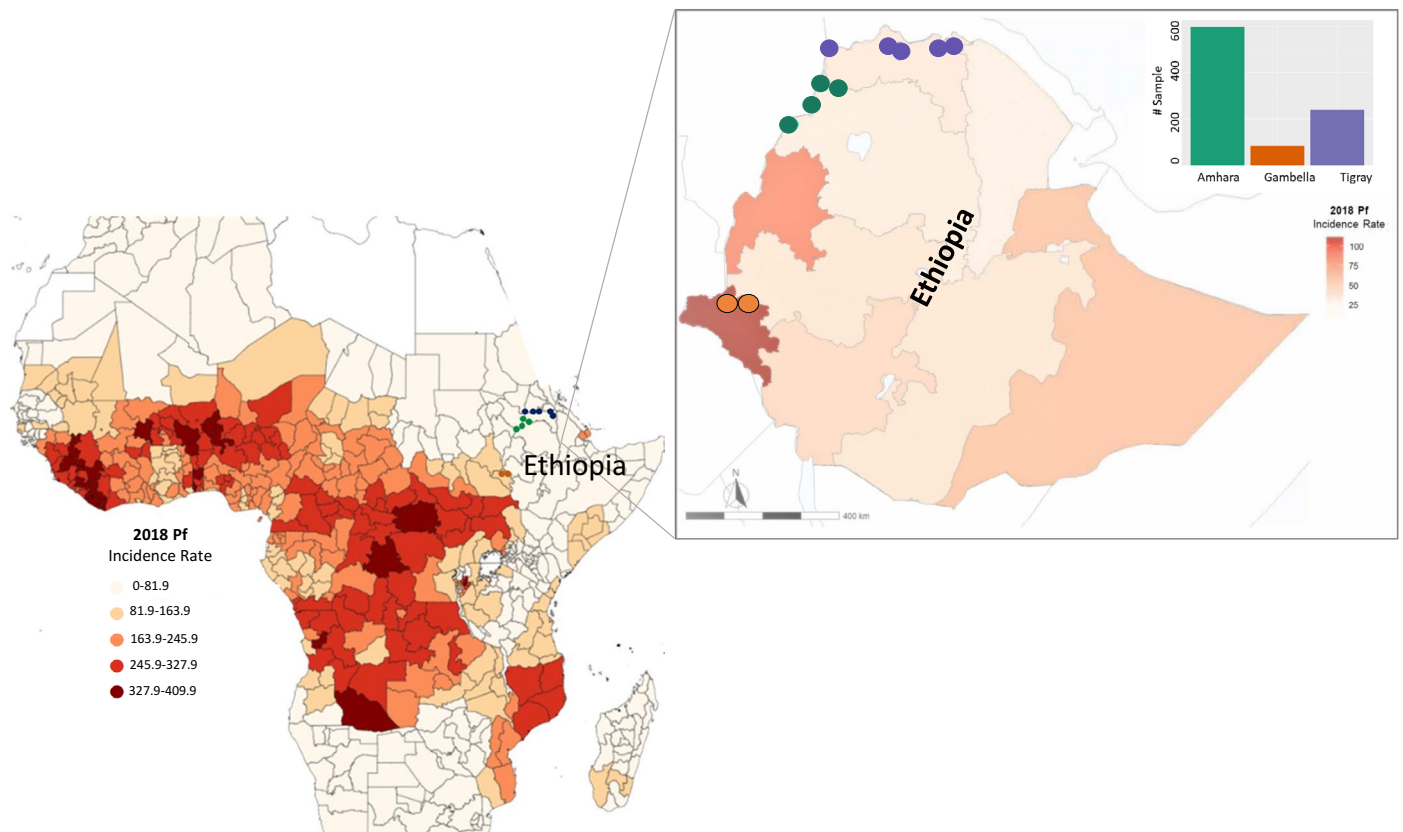 Ethiopia
2018 Pf
Incidence Rate
0-81.9
81.9-163.9
163.9-245.9
245.9-327.9
327.9-409.9
Ethiopia
N
400 km
# Sample
600
400
200
0
Amhara Gambella Tigray
2018 Pf
Incidence Rate
100
75
50
25